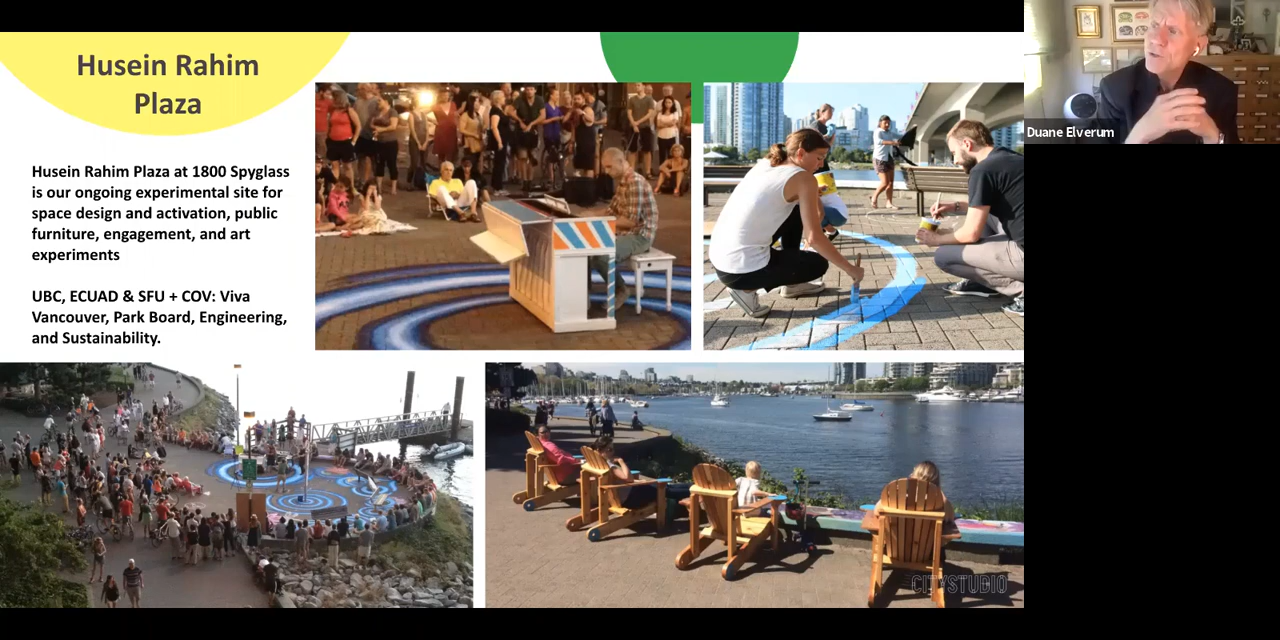 Husein Rahim
Plaza
Husein Rahim Plaza at 1800 Spyglass
is our ongoing experimental site for
space design and activation, public
furniture, engagement, and art
experiments
UBC, ECUAD & SFU + COV: Viva
Vancouver, Park Board, Engineering,
and Sustainability.
Duane Elverum
CITYSTUDIO